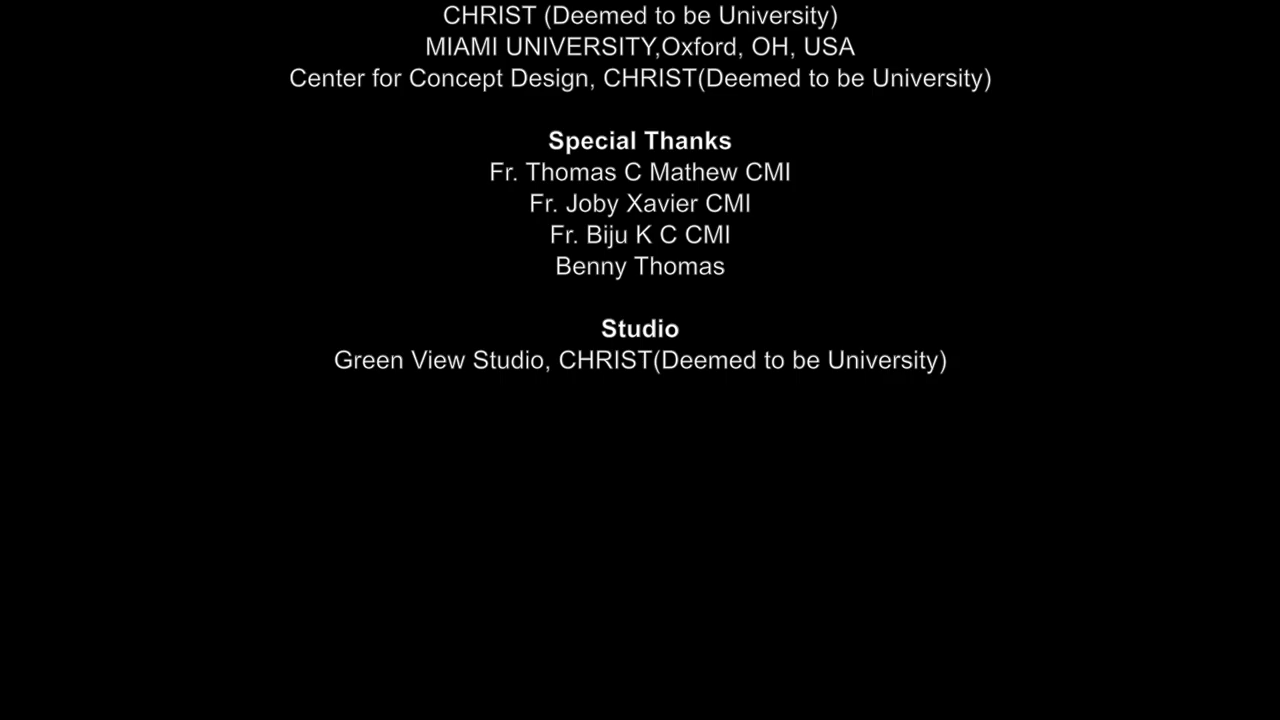 CHRIST (Deemed to be University)
MIAMI UNIVERSITY,Oxford, OH, USA
Center for Concept Design, CHRIST(Deemed to be University)
Special Thanks
Fr. Thomas C Mathew CMI
Fr. Joby Xavier CMI
Fr. Biju K C CMI
Benny Thomas
Studio
Green View Studio, CHRIST(Deemed to be University)